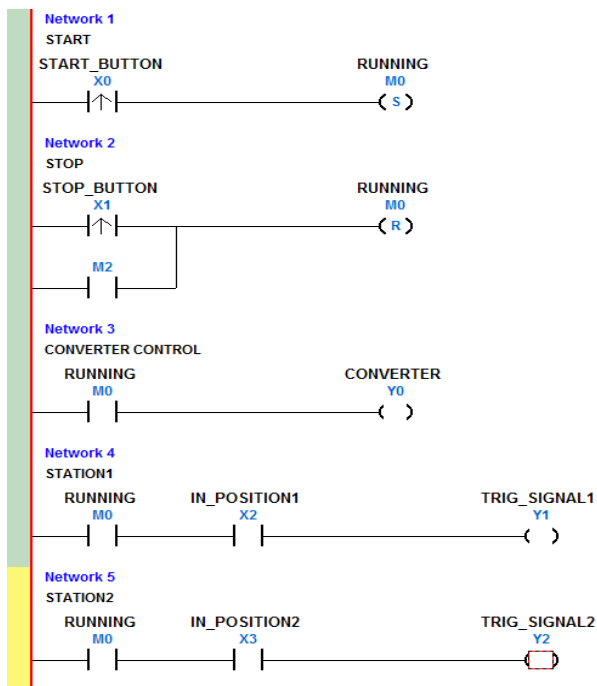 Network 1
START
START_BUTTON RUNNING
X0 M0
S
Network 2
STOP
STOP_BUTTON RUNNING
X1 M0
R
M2
Network 3
CONVERTER CONTROL
RUNNING CONVERTER
M0 Y0
Network 4
STATION1
RUNNING IN_POSITION1 TRIG_SIGNAL1
M0 X2 Y1
Network 5
STATION2
RUNNING IN_POSITION2 TRIG_SIGNAL2
M0 X3 Y2